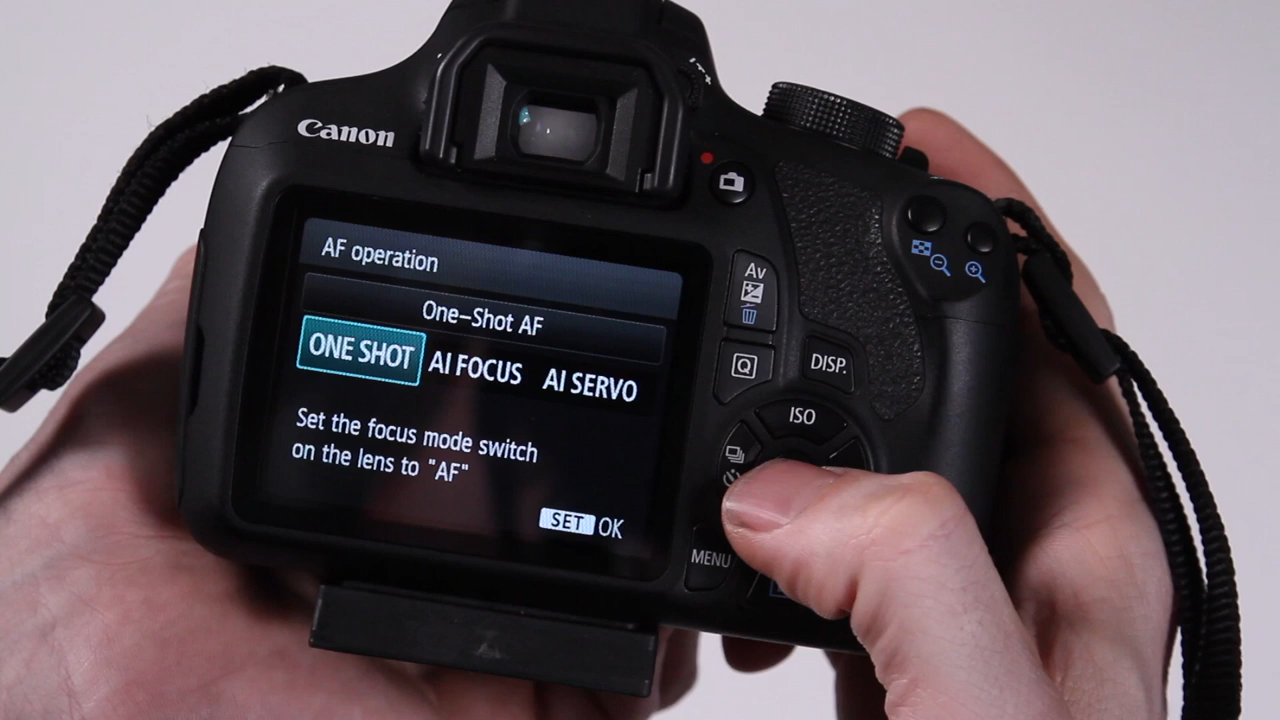 Canon
AF operation
One-Shot AF
ONE SHOT AI FOCUS AI SERVO
Set the focus mode switch
on the lens to "AF"
SET OK
Av
Q
DISP.
ISO
MENU